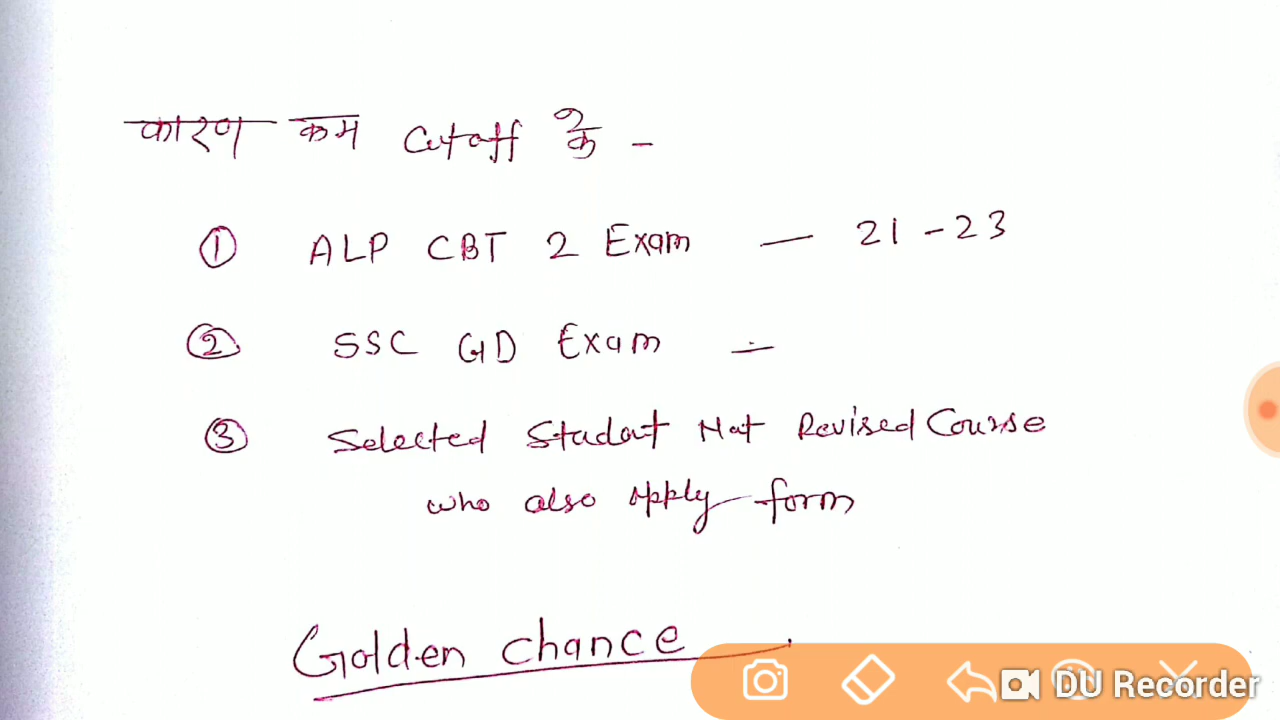 कारण कम Cutoff के -
① ALP CBT 2 Exam — 21-23
② SSC GD Exam —
③ Selected Studat Not Revised Course
who also apply form
Golden chance
DU Recorder